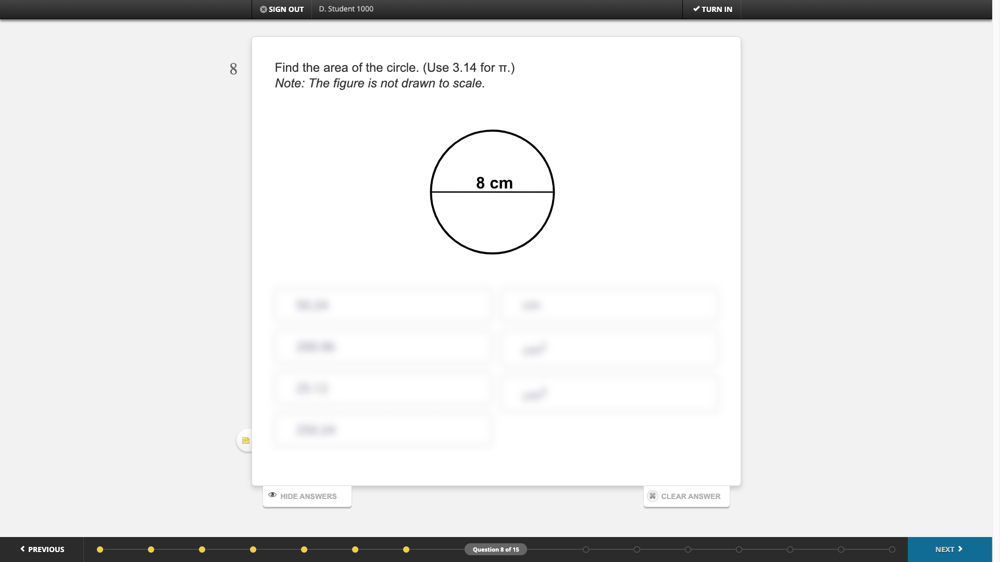 SIGN OUT
D. Student 1000
TURN IN
8
Find the area of the circle. (Use 3.14 for π.)
Note: The figure is not drawn to scale.
8 cm
HIDE ANSWERS
CLEAR ANSWER
PREVIOUS
Question 8 of 15
NEXT